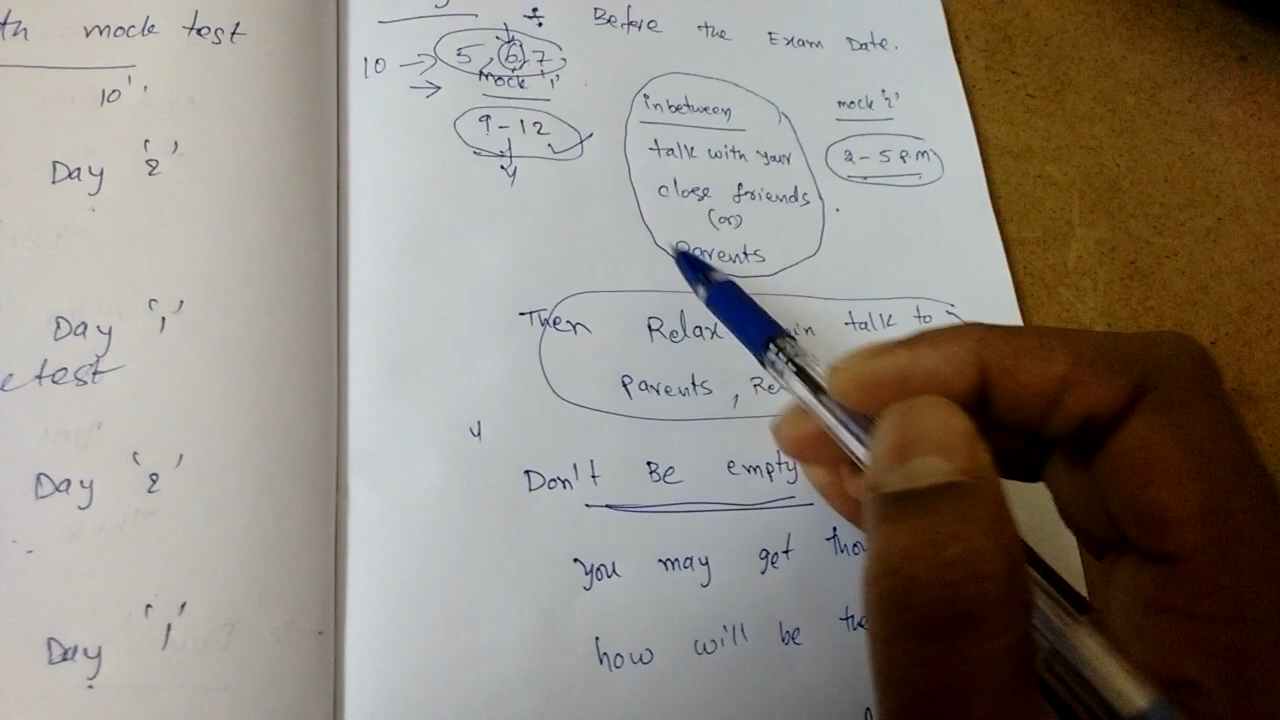 th mock test
10'
Day '2'
Day '1'
e test
Day '2'
Day '1'
÷ Before the Exam Date.
10 → 5, 6, 7,
→ mock '1'
9-12
inbetween
talk with your
close friends
(or)
Parents
mock '2'
2-5 P.M
Then Relax talk to
parents,
Don't Be empty
you may get
how will be